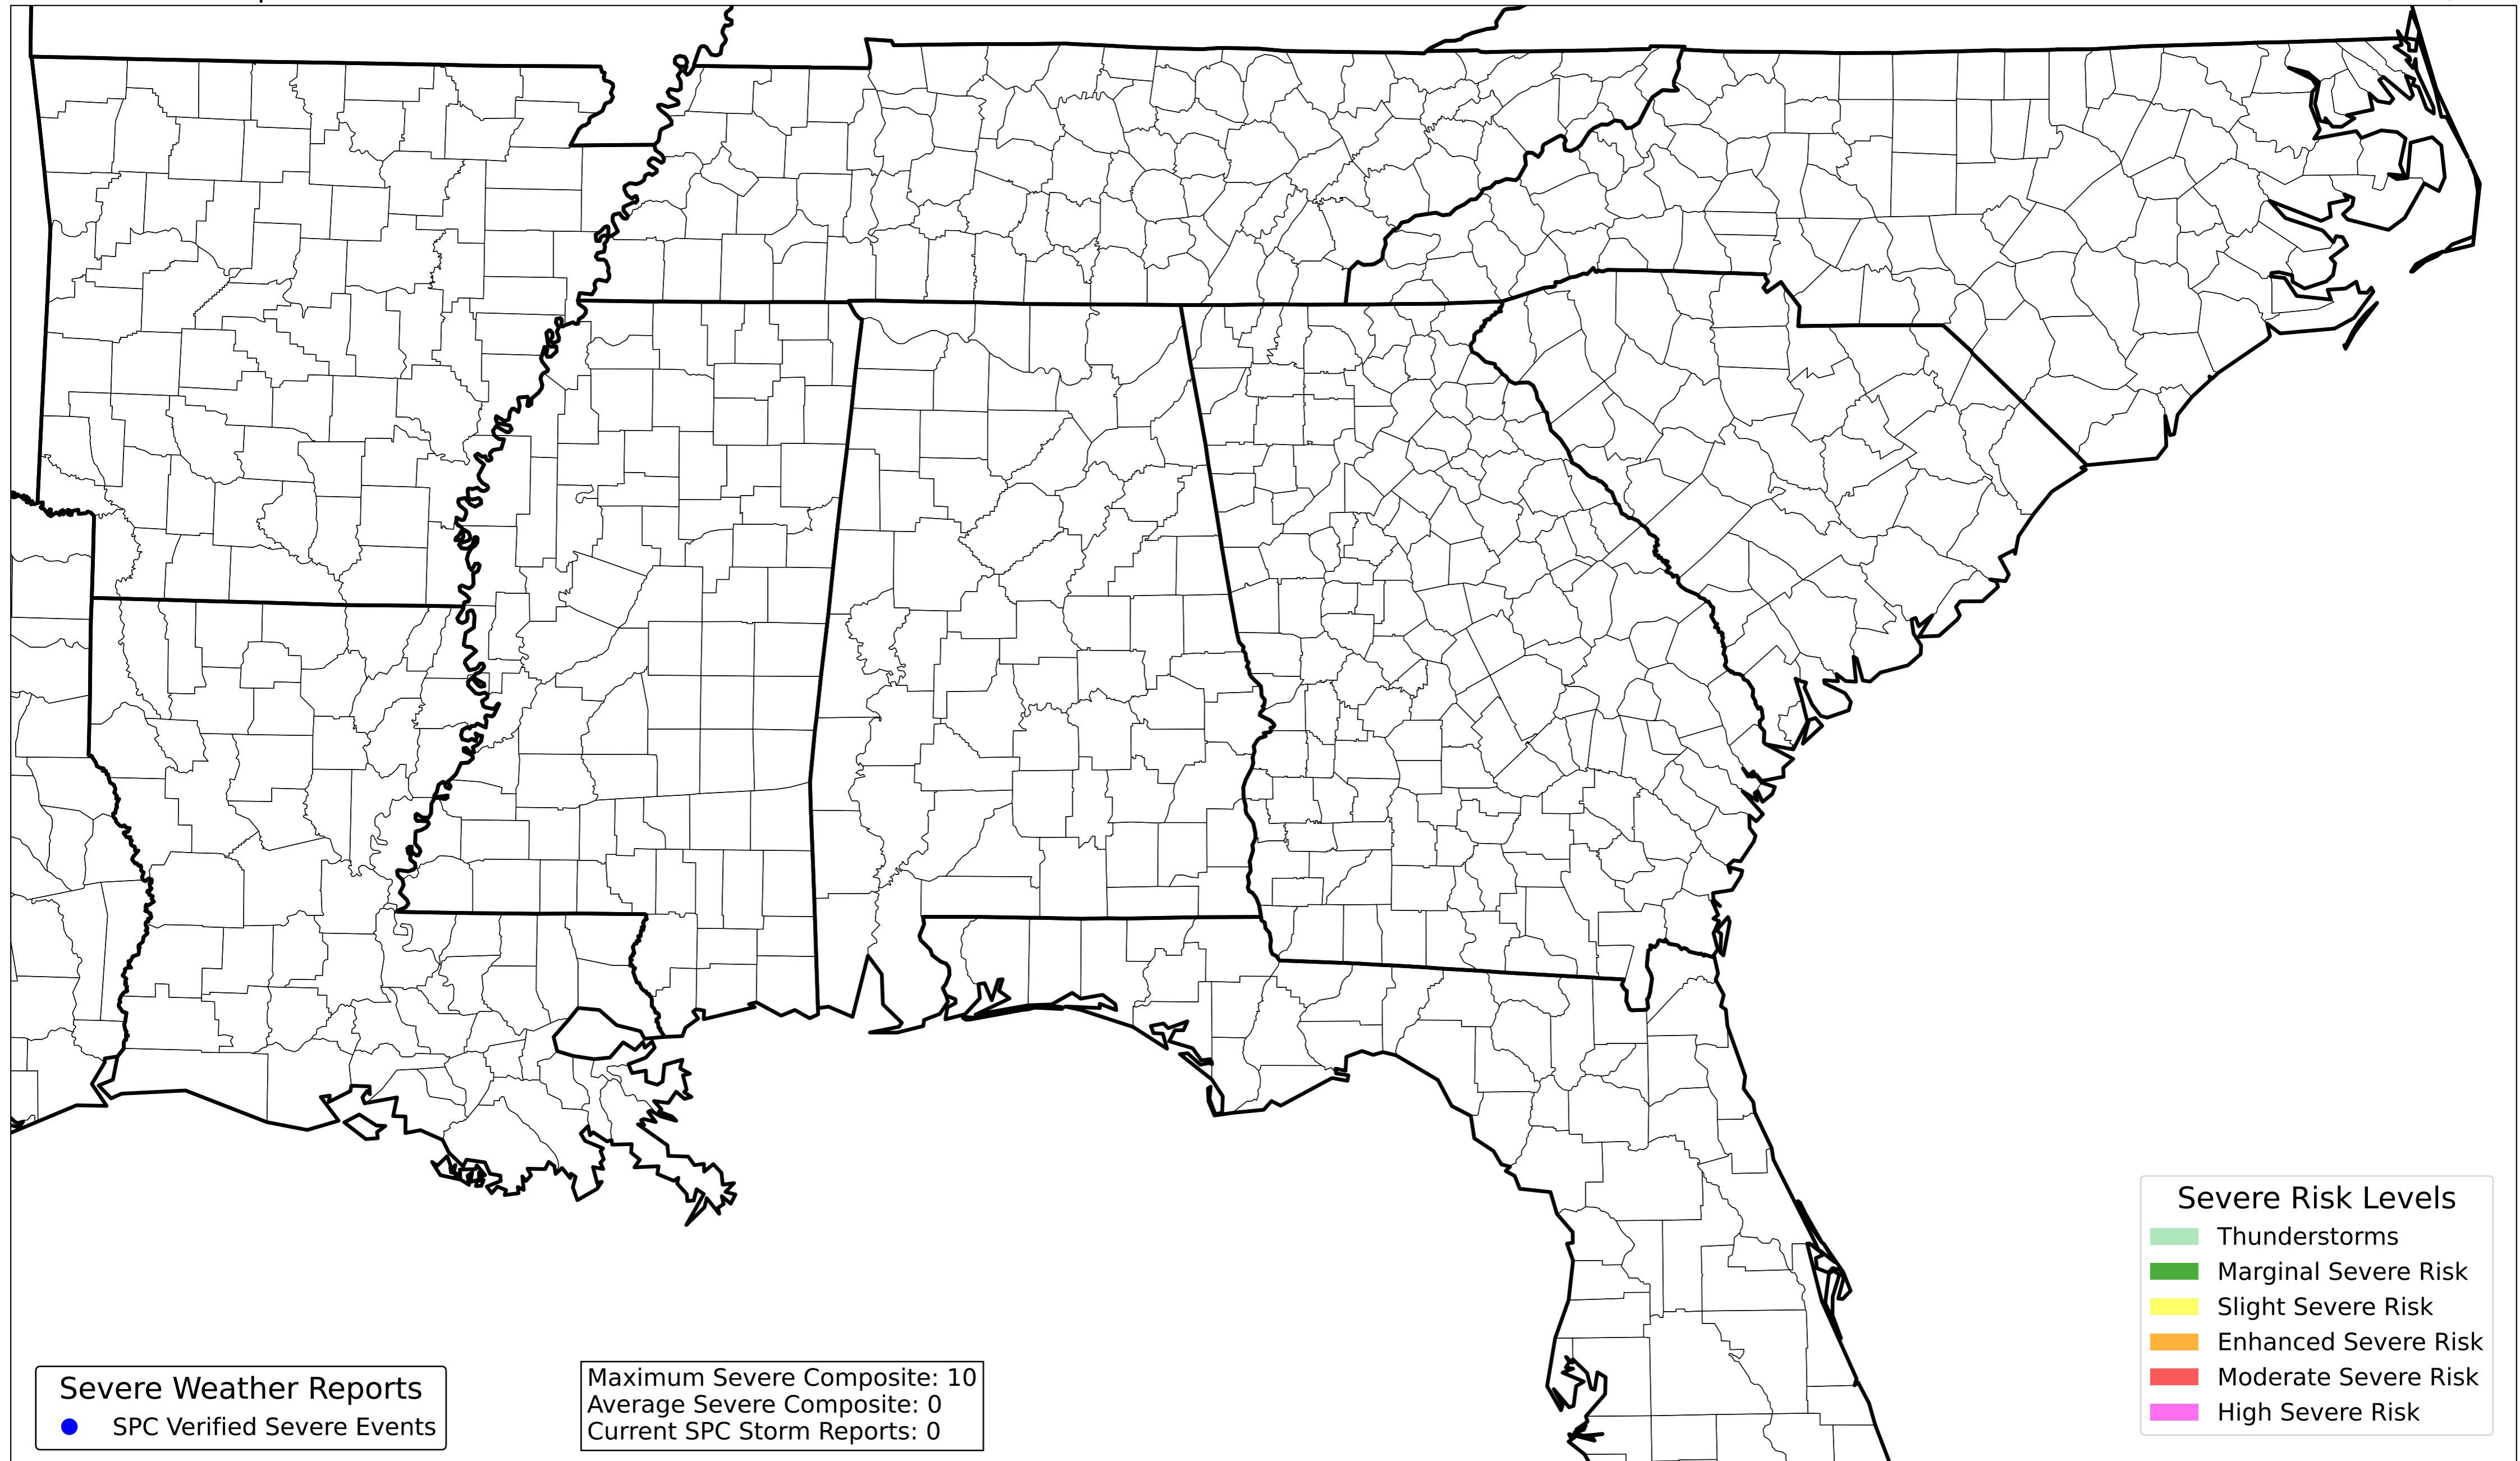 Severe Risk Levels
Thunderstorms
Marginal Severe Risk
Slight Severe Risk
Enhanced Severe Risk
Moderate Severe Risk
High Severe Risk
Severe Weather Reports
SPC Verified Severe Events
Maximum Severe Composite: 10
Average Severe Composite: 0
Current SPC Storm Reports: 0